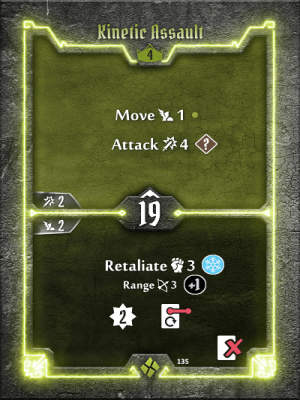 Kinetic Assault
4
Move 1
Attack 4 ?
2
19
2
Retaliate 3
Range 3 +1
2
135